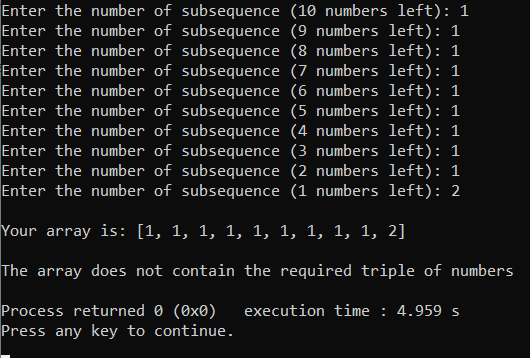 Enter the number of subsequence (10 numbers left): 1
Enter the number of subsequence (9 numbers left): 1
Enter the number of subsequence (8 numbers left): 1
Enter the number of subsequence (7 numbers left): 1
Enter the number of subsequence (6 numbers left): 1
Enter the number of subsequence (5 numbers left): 1
Enter the number of subsequence (4 numbers left): 1
Enter the number of subsequence (3 numbers left): 1
Enter the number of subsequence (2 numbers left): 1
Enter the number of subsequence (1 numbers left): 2
Your array is: [1, 1, 1, 1, 1, 1, 1, 1, 1, 2]
The array does not contain the required triple of numbers
Process returned 0 (0x0)   execution time : 4.959 s
Press any key to continue.